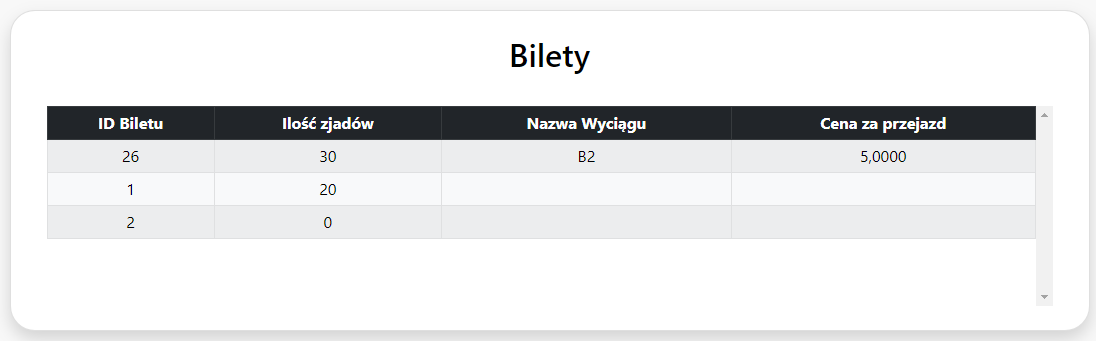 Bilety
ID Biletu Ilość zjadów Nazwa Wyciągu Cena za przejazd
26 30 B2 5,0000
1 20
2 0